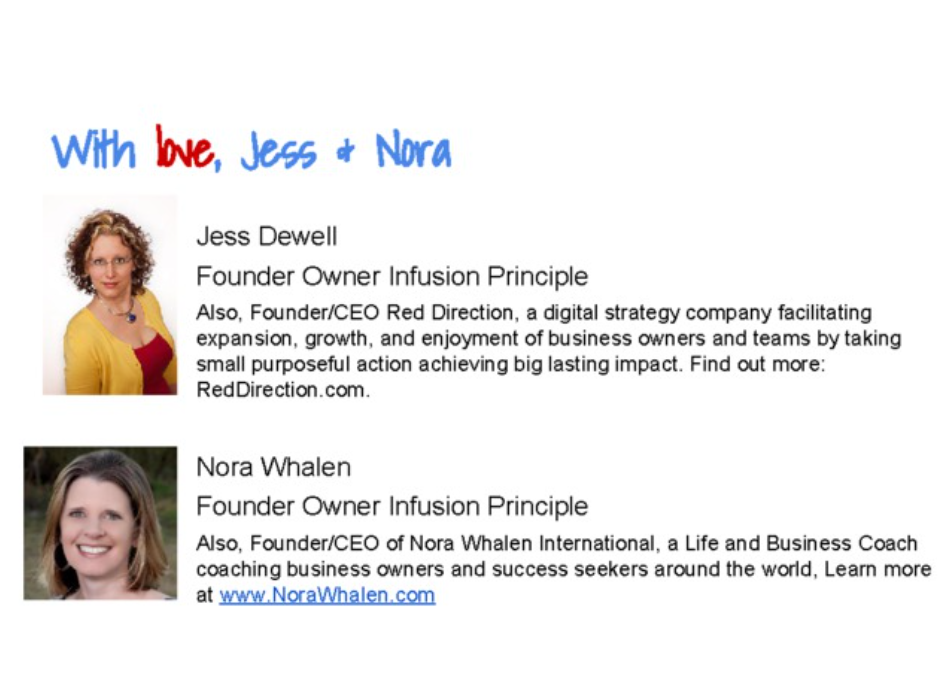 With love, Jess & Nora
Jess Dewell
Founder Owner Infusion Principle
Also, Founder/CEO Red Direction, a digital strategy company facilitating
expansion, growth, and enjoyment of business owners and teams by taking
small purposeful action achieving big lasting impact. Find out more:
RedDirection.com.
Nora Whalen
Founder Owner Infusion Principle
Also, Founder/CEO of Nora Whalen International, a Life and Business Coach
coaching business owners and success seekers around the world, Learn more
at www.NoraWhalen.com